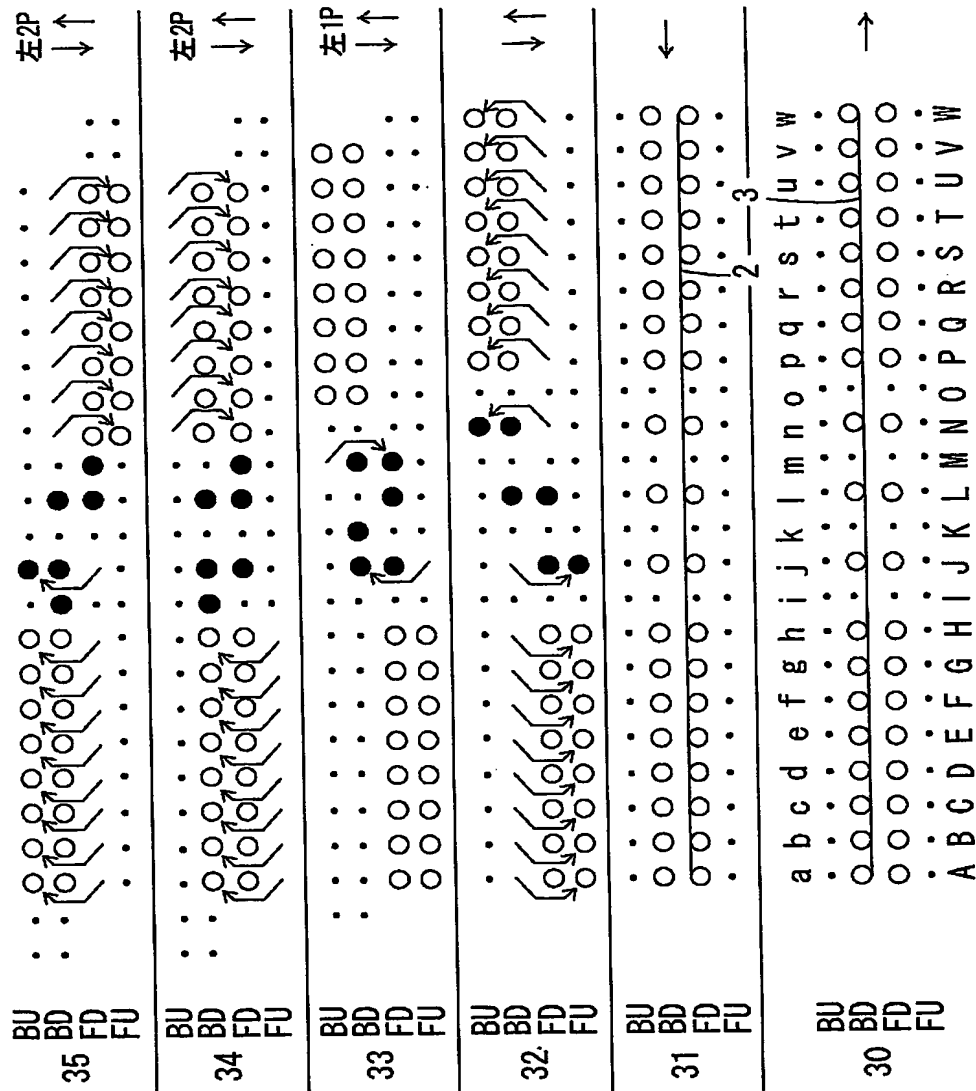 35 BU BD FD FU 左2P ↓ ↑
34 BU BD FD FU 左2P ↓ ↑
33 BU BD FD FU 左1P ↓ ↑
32 BU BD FD FU ↓ ↑
31 BU BD FD FU ←
2 3
a b c d e f g h i j k l m n o p q r s t u v w
30 BU BD FD FU →
A B C D E F G H I J K L M N O P Q R S T U V W